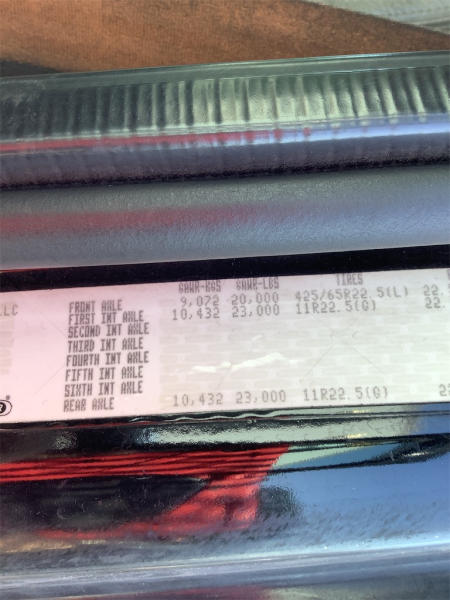 GAWR-KGS GAWR-LBS TIRES
LLC FRONT AXLE 9,072 20,000 425/65R22.5(L) 22.
FIRST INT AXLE 10,432 23,000 11R22.5(G) 22.
SECOND INT AXLE
THIRD INT AXLE
FOURTH INT AXLE
FIFTH INT AXLE
SIXTH INT AXLE
REAR AXLE 10,432 23,000 11R22.5(G) 22